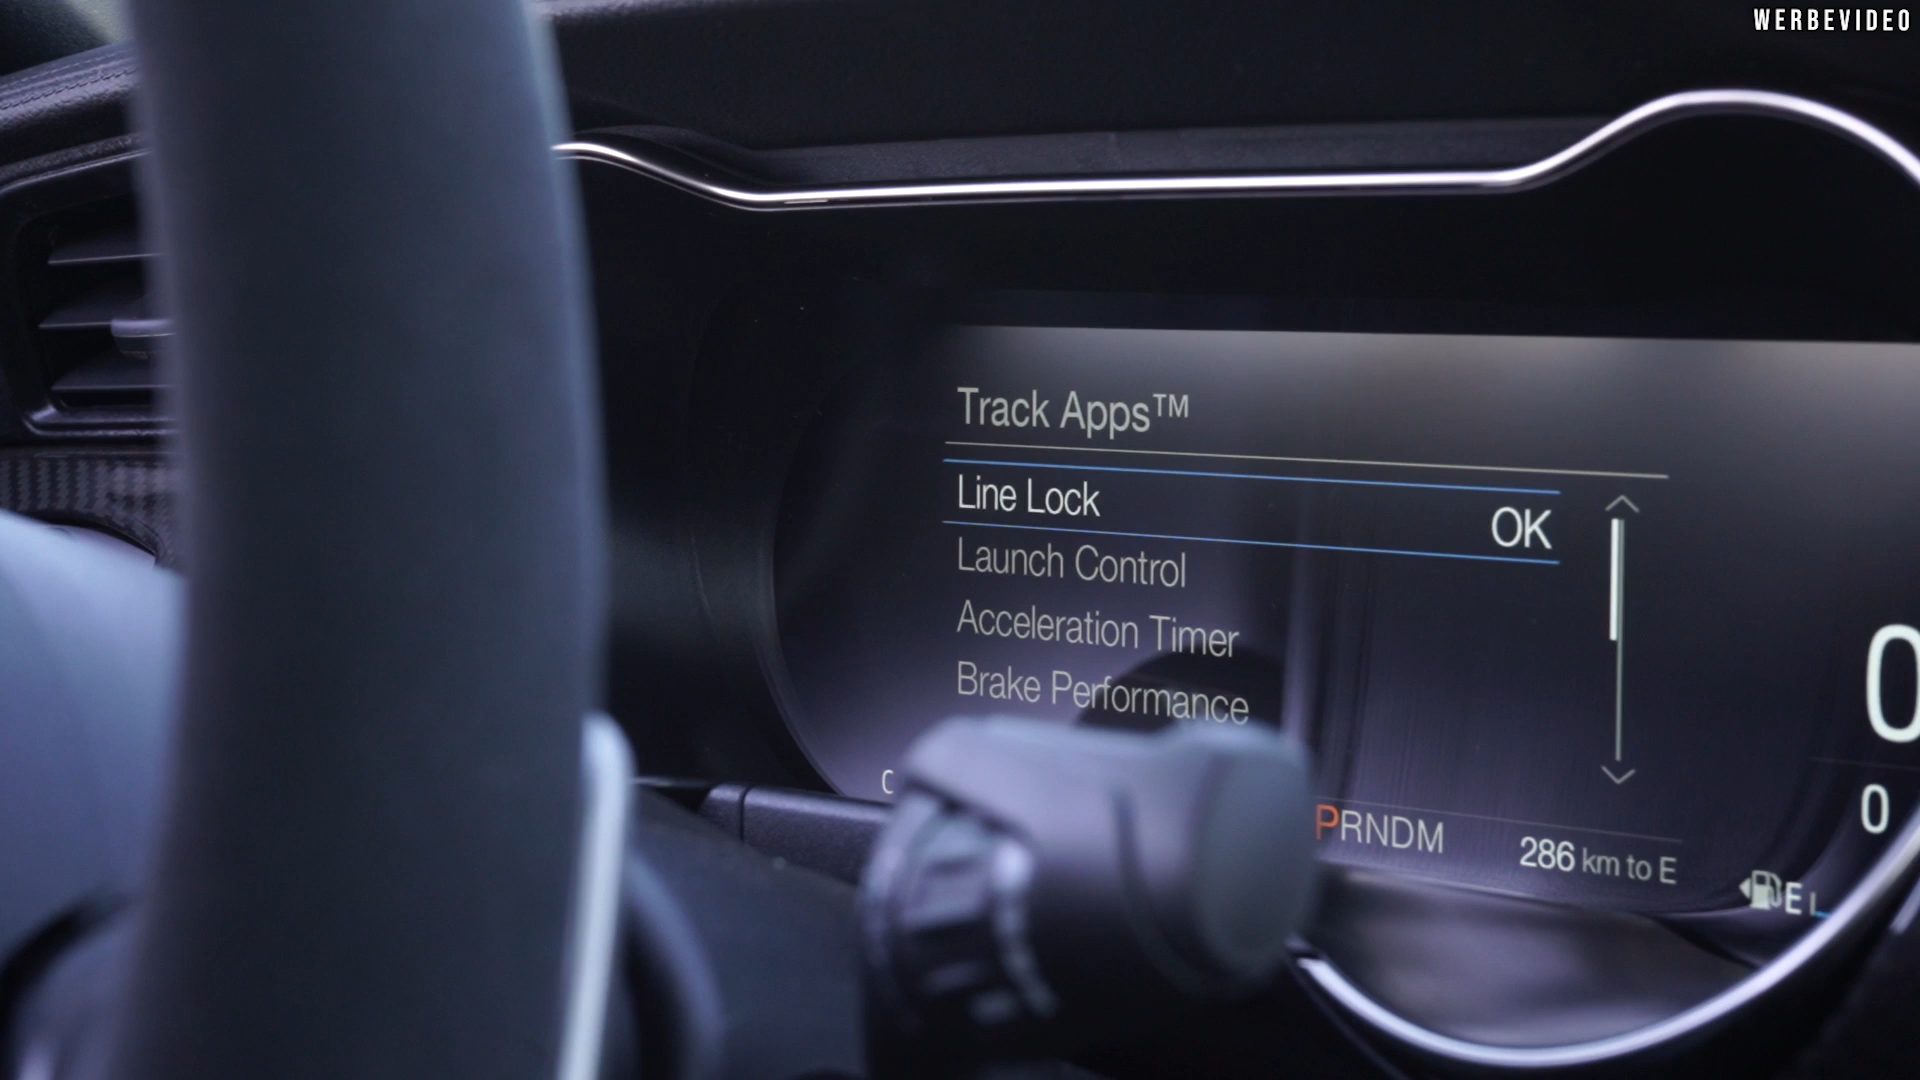 WERBEVIDEO
Track Apps™
Line Lock OK
Launch Control
Acceleration Timer
Brake Performance
0
PRNDM 286 km to E
0
E